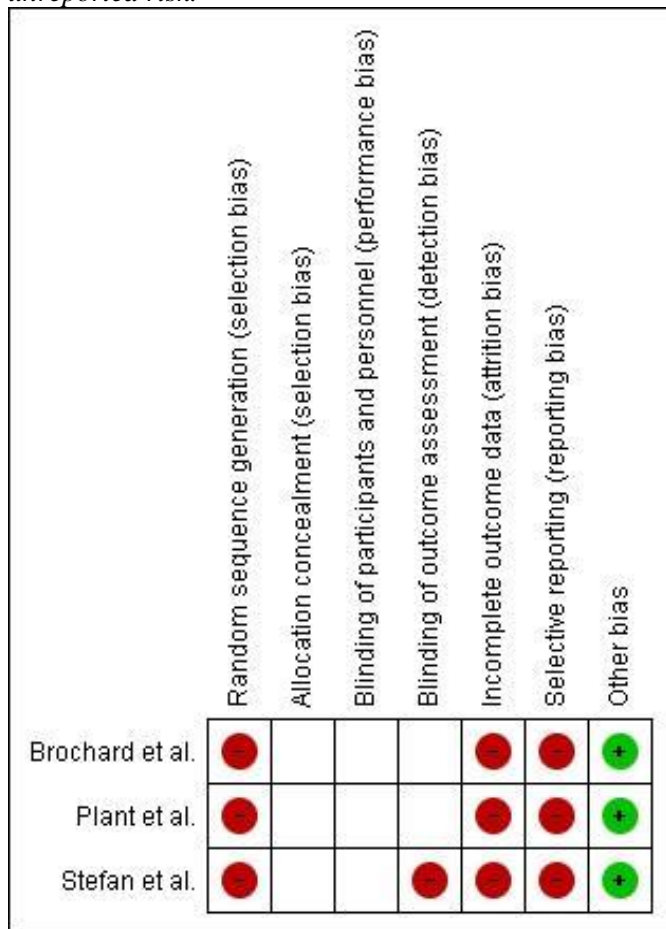 unreported risk.
Random sequence generation (selection bias)
Allocation concealment (selection bias)
Blinding of participants and personnel (performance bias)
Blinding of outcome assessment (detection bias)
Incomplete outcome data (attrition bias)
Selective reporting (reporting bias)
Other bias
Brochard et al. - - - +
Plant et al. - - - +
Stefan et al. - - - - +